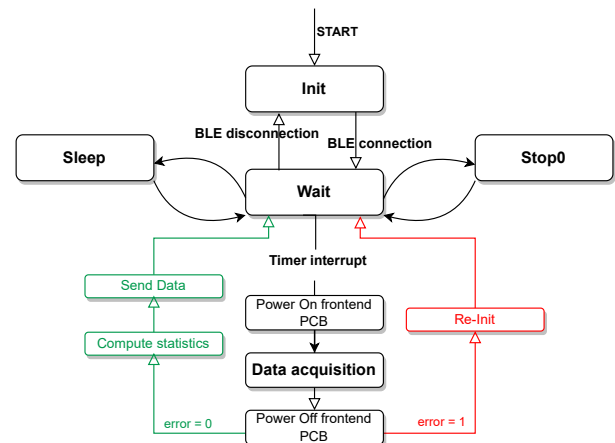 START
Init
BLE disconnection
BLE connection
Sleep
Stop0
Wait
Timer interrupt
Send Data
Power On frontend
PCB
Re-Init
Compute statistics
Data acquisition
error = 0
Power Off frontend
PCB
error = 1